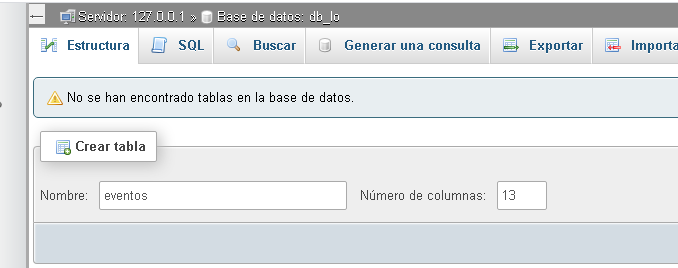 Servidor: 127.0.0.1 » Base de datos: db_lo
Estructura SQL Buscar Generar una consulta Exportar Importa
No se han encontrado tablas en la base de datos.
Crear tabla
Nombre: eventos Número de columnas: 13